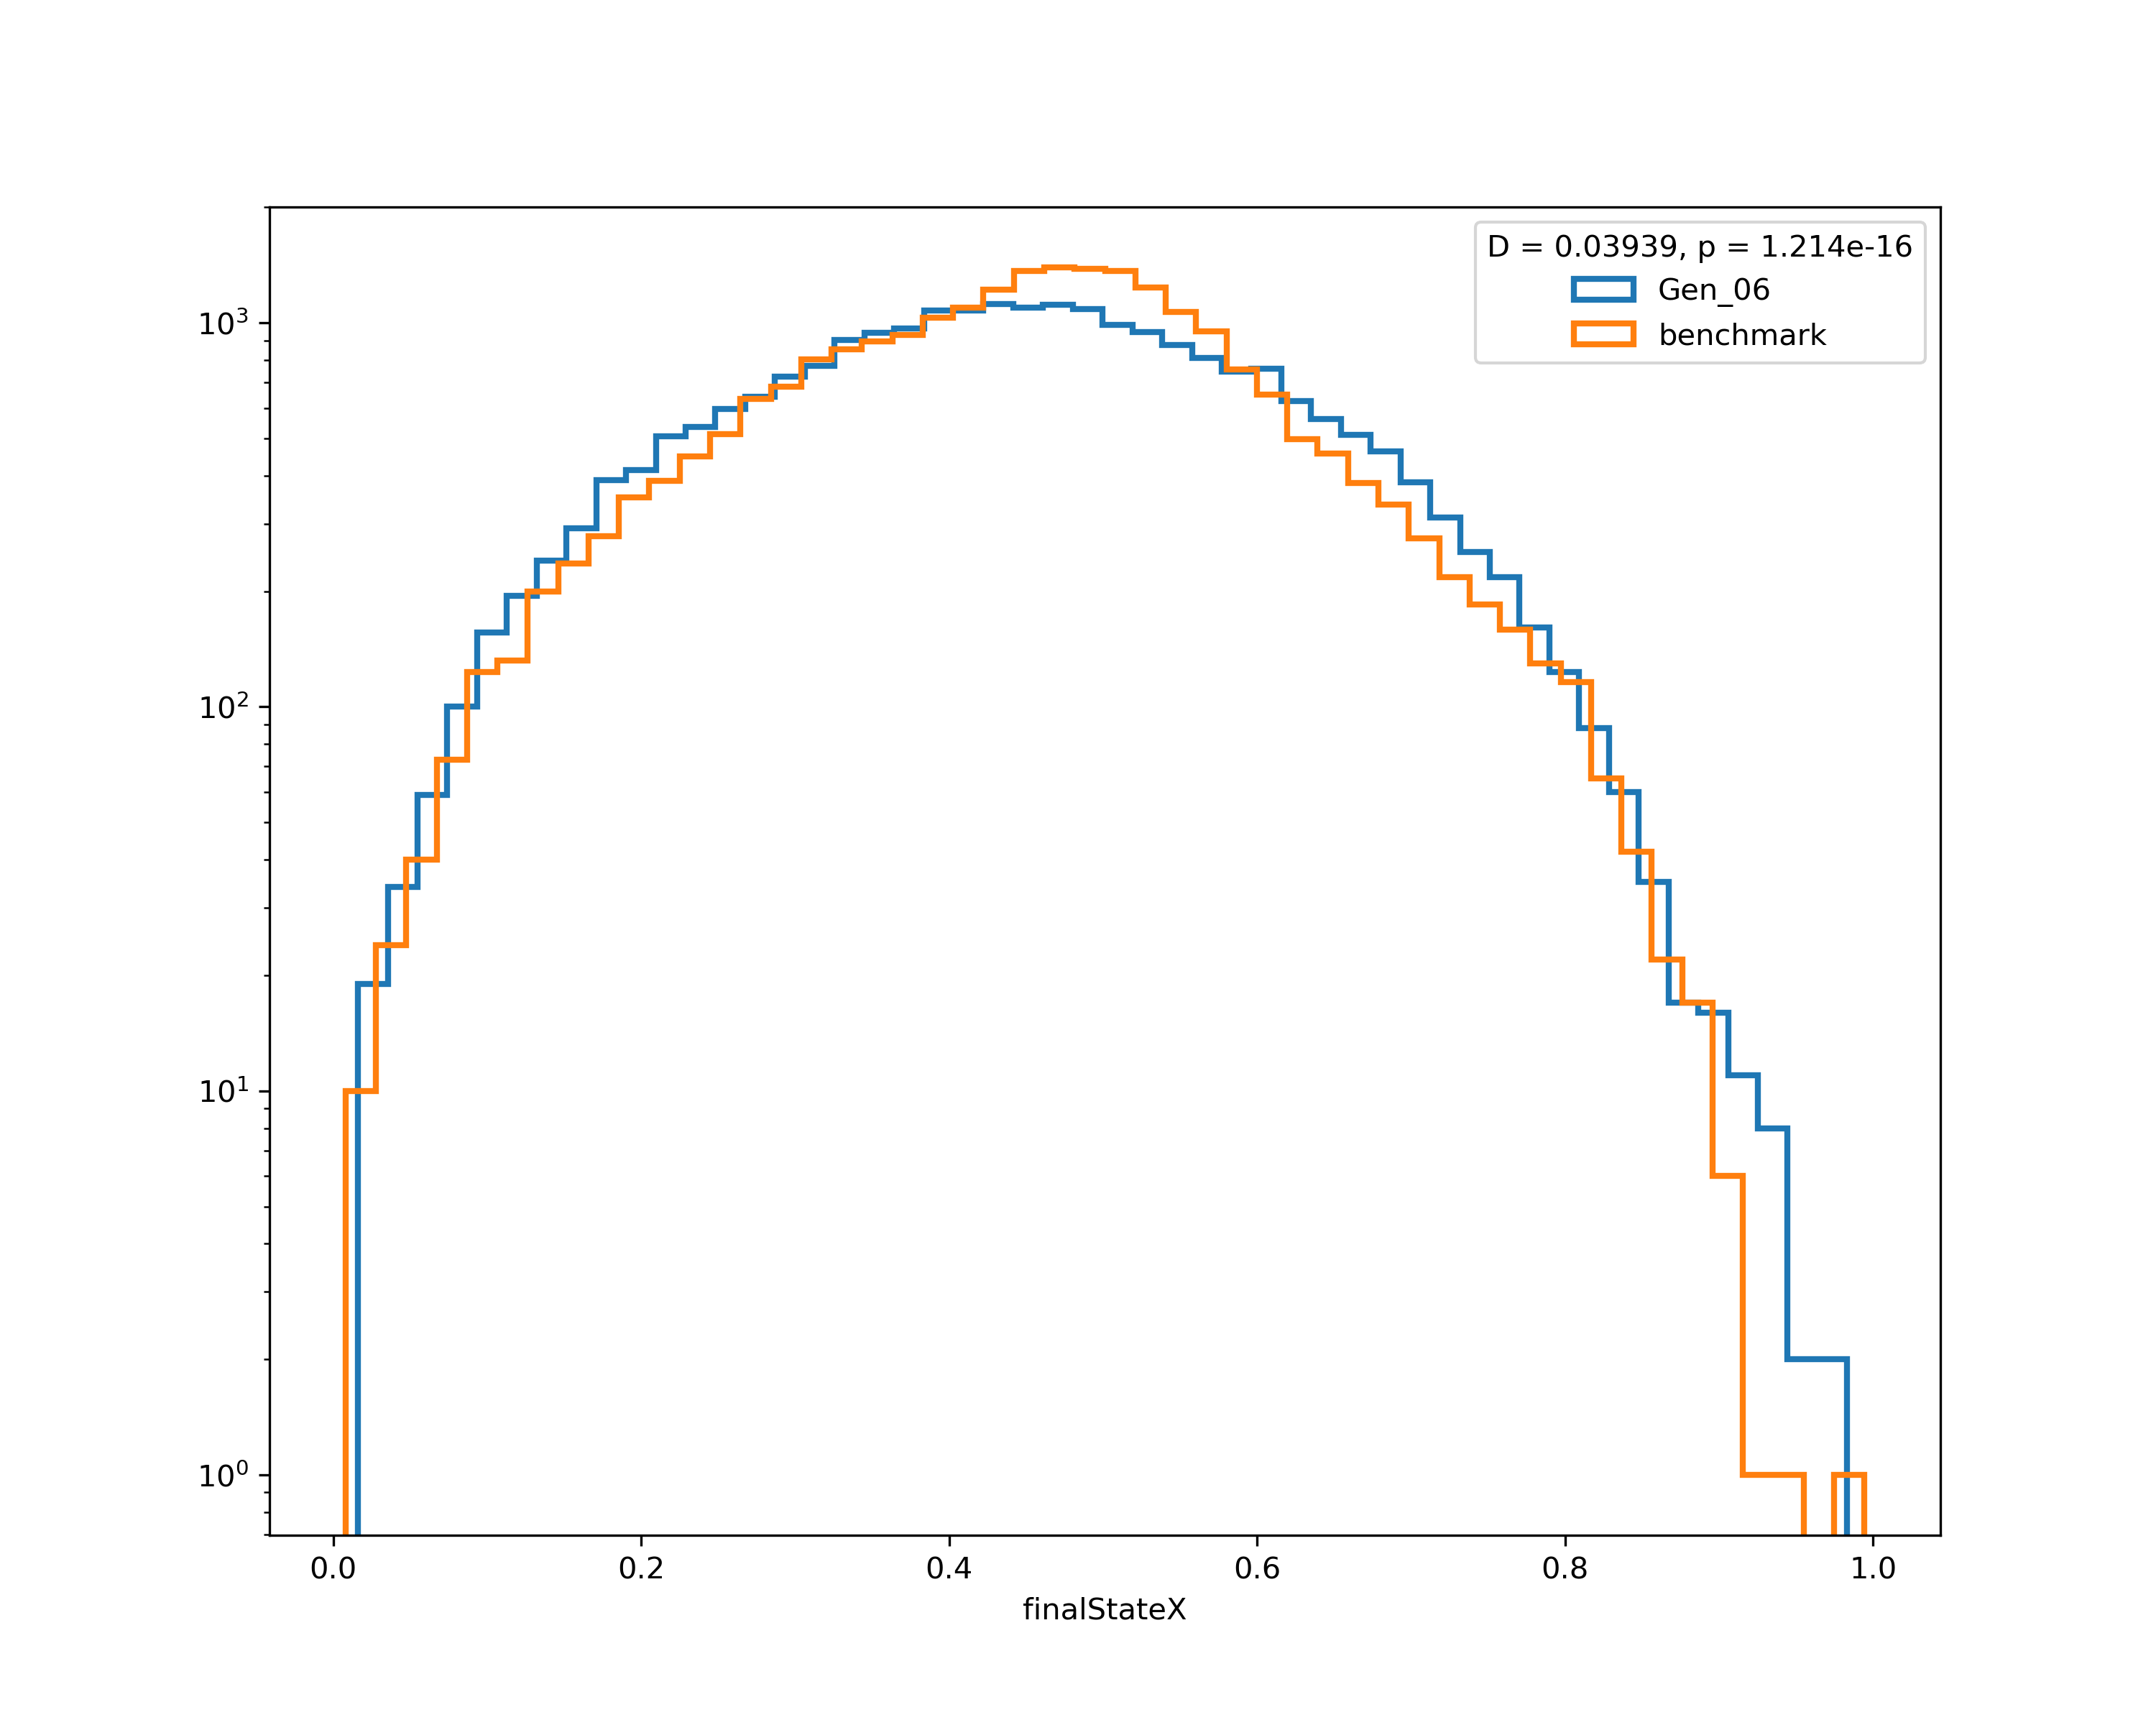 D = 0.03939, p = 1.214e-16
Gen_06
benchmark
10³
10²
10¹
10⁰
0.0 0.2 0.4 0.6 0.8 1.0
finalStateX